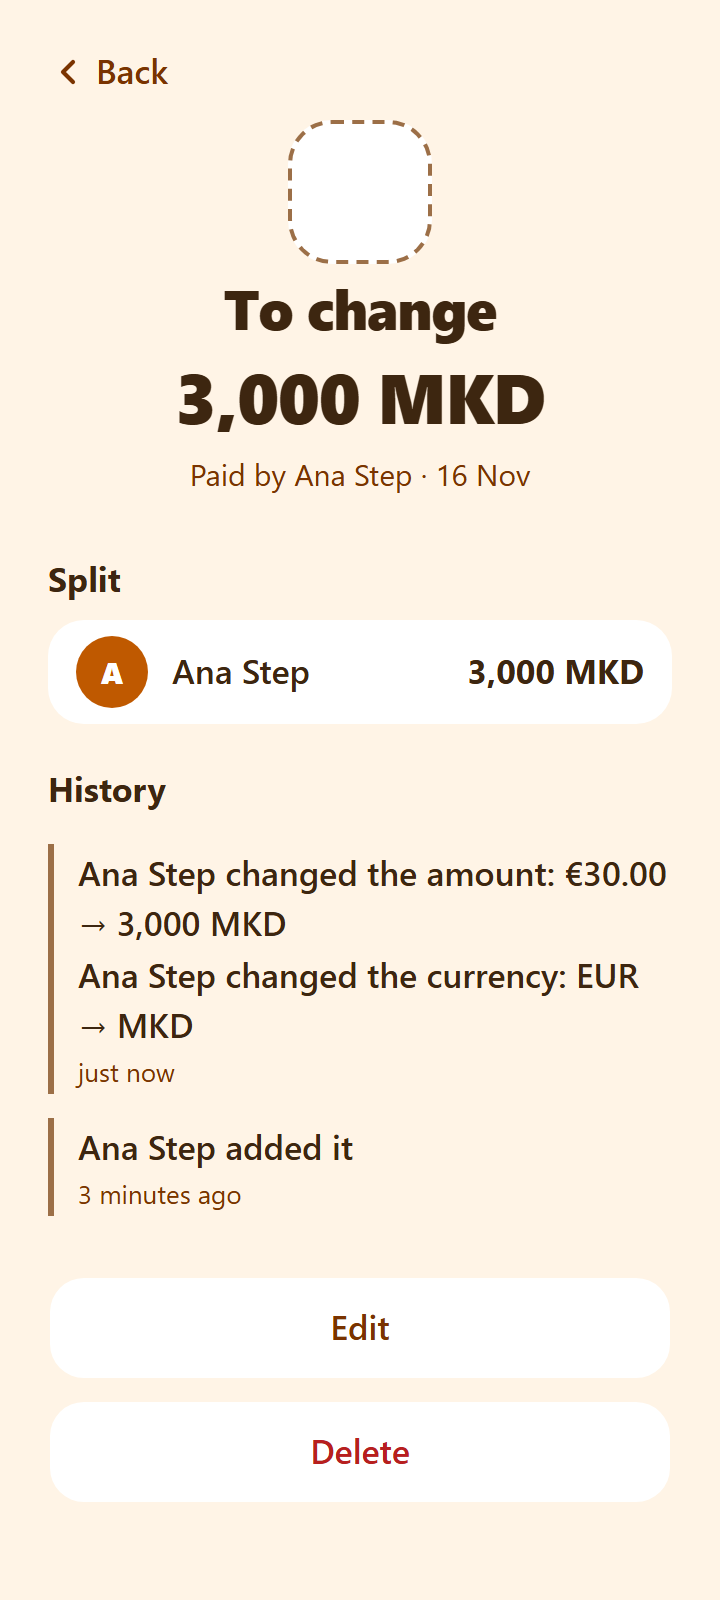 Back
To change
3,000 MKD
Paid by Ana Step · 16 Nov
Split
A Ana Step 3,000 MKD
History
Ana Step changed the amount: €30.00
→ 3,000 MKD
Ana Step changed the currency: EUR
→ MKD
just now
Ana Step added it
3 minutes ago
Edit
Delete